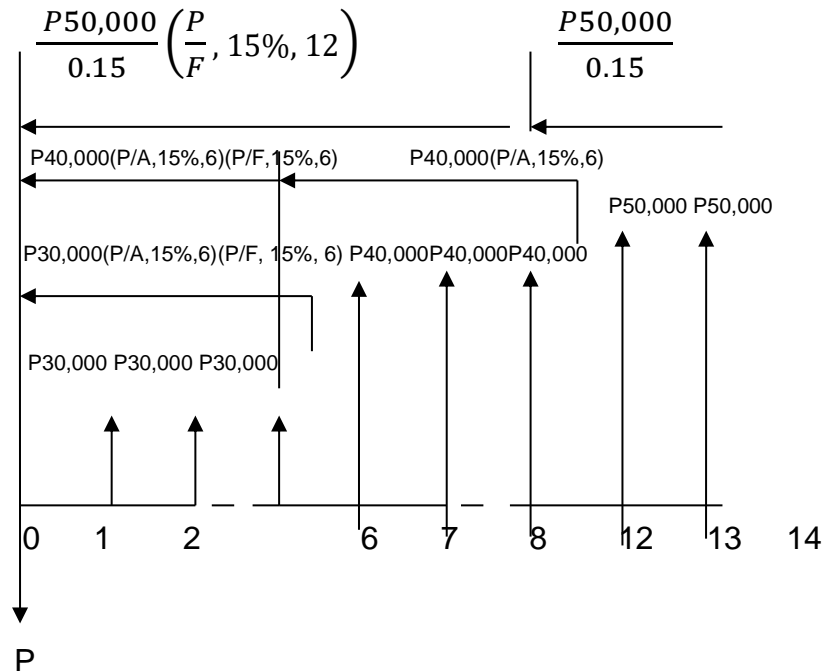 P50,000/0.15 (P/F, 15%, 12) P50,000/0.15
P40,000(P/A,15%,6)(P/F,15%,6) P40,000(P/A,15%,6)
P50,000 P50,000
P30,000(P/A,15%,6)(P/F, 15%, 6) P40,000P40,000P40,000
P30,000 P30,000 P30,000
0 1 2 6 7 8 12 13 14
P